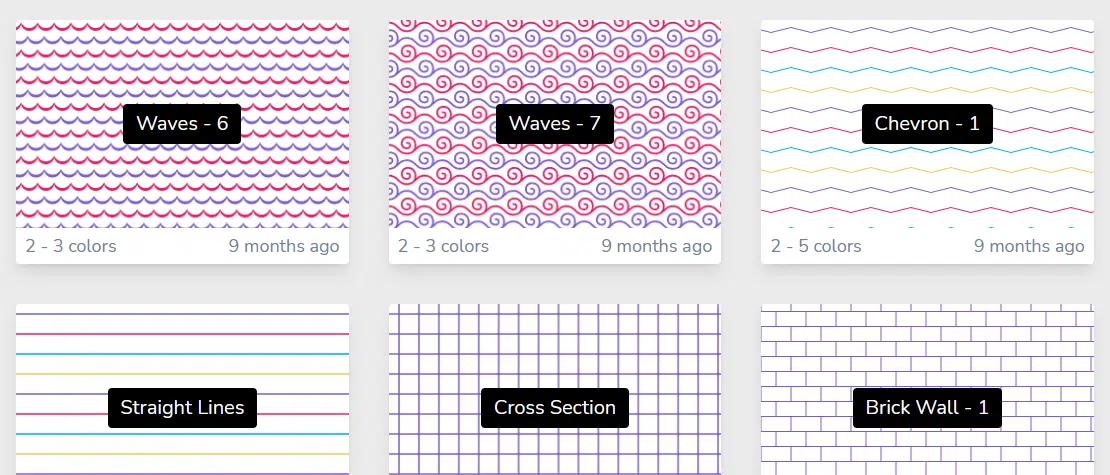 Waves - 6
Waves - 7
Chevron - 1
2 - 3 colors 9 months ago
2 - 3 colors 9 months ago
2 - 5 colors 9 months ago
Straight Lines
Cross Section
Brick Wall - 1